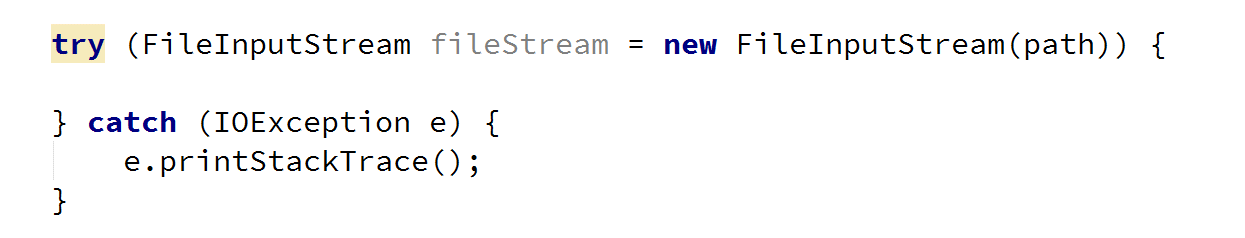 try (FileInputStream fileStream = new FileInputStream(path)) {
} catch (IOException e) {
    e.printStackTrace();
}